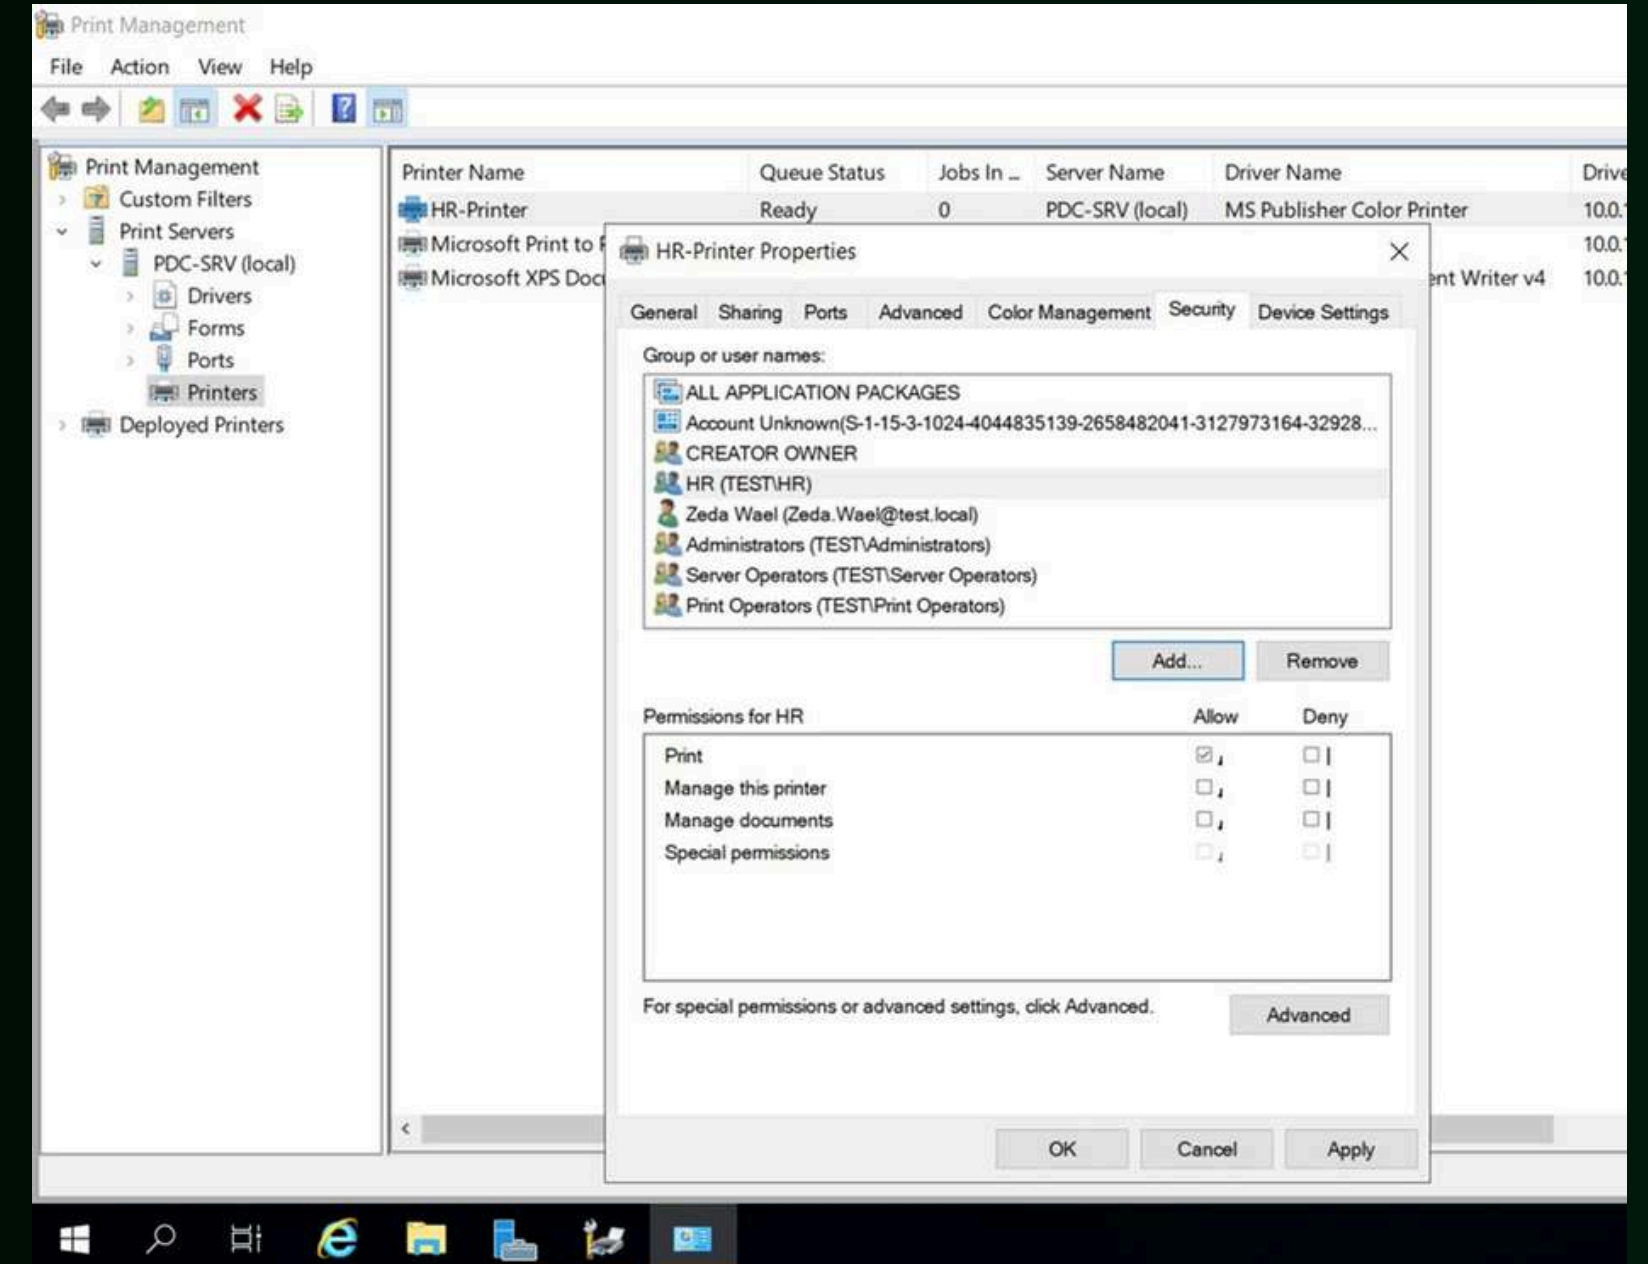 Print Management
File Action View Help
Print Management
Custom Filters
Print Servers
PDC-SRV (local)
Drivers
Forms
Ports
Printers
Deployed Printers
Printer Name Queue Status Jobs In ... Server Name Driver Name
HR-Printer Ready 0 PDC-SRV (local) MS Publisher Color Printer
Microsoft Print to
Microsoft XPS Writer v4
HR-Printer Properties
General Sharing Ports Advanced Color Management Security Device Settings
Group or user names:
ALL APPLICATION PACKAGES
Account Unknown(S-1-15-3-1024-4044835139-2658482041-3127973164-32928...
CREATOR OWNER
HR (TEST\HR)
Zeda Wael (Zeda.Wael@test.local)
Administrators (TEST\Administrators)
Server Operators (TEST\Server Operators)
Print Operators (TEST\Print Operators)
Add... Remove
Permissions for HR Allow Deny
Print
Manage this printer
Manage documents
Special permissions
For special permissions or advanced settings, click Advanced.
Advanced
OK Cancel Apply